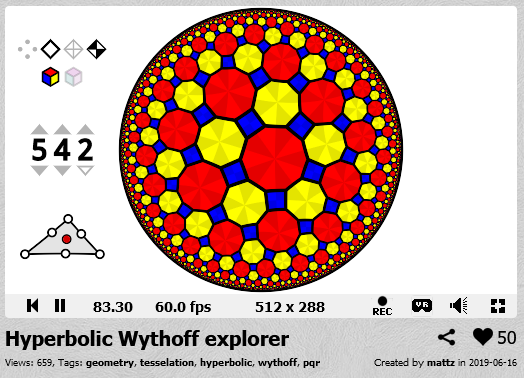 5 4 2
83.30 60.0 fps 512 x 288 REC VR
Hyperbolic Wythoff explorer 50
Views: 659, Tags: geometry, tesselation, hyperbolic, wythoff, pqr Created by mattz in 2019-06-16